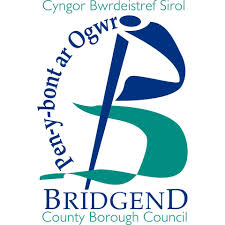 Cyngor Bwrdeistref Sirol
Pen-y-bont ar Ogwr
BRIDGEND
County Borough Council